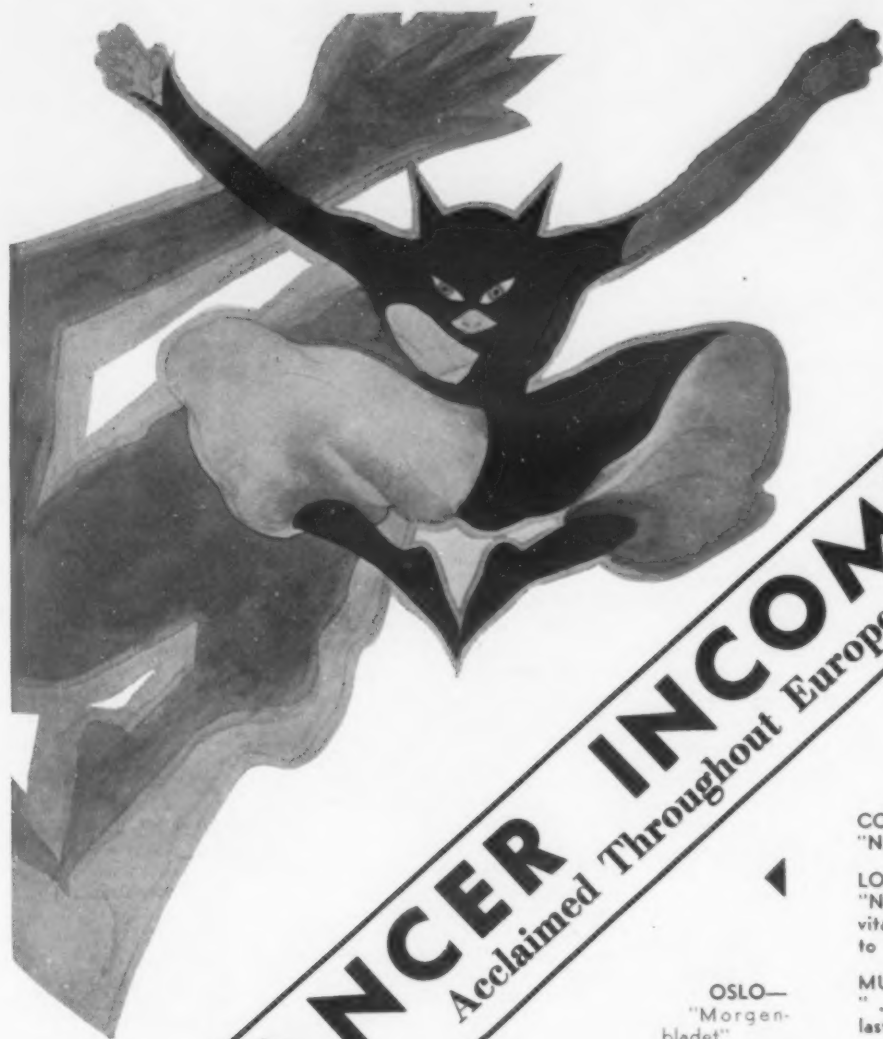 NCER INCOM
Acclaimed Throughout Europe
OSLO—
"Morgen-
bladet"
CO
"N
LO
"N
vita
to
MU
"
last